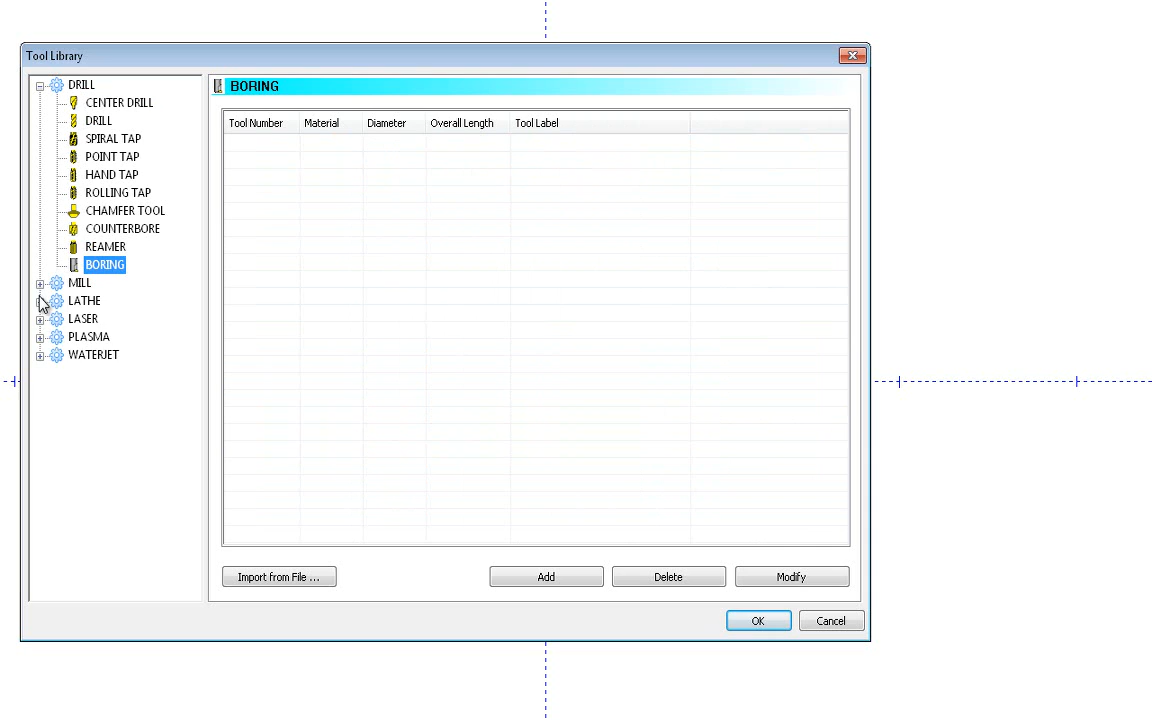 Tool Library
DRILL
CENTER DRILL
DRILL
SPIRAL TAP
POINT TAP
HAND TAP
ROLLING TAP
CHAMFER TOOL
COUNTERBORE
REAMER
BORING
MILL
LATHE
LASER
PLASMA
WATERJET
BORING
Tool Number Material Diameter Overall Length Tool Label
Import from File ... Add Delete Modify
OK Cancel